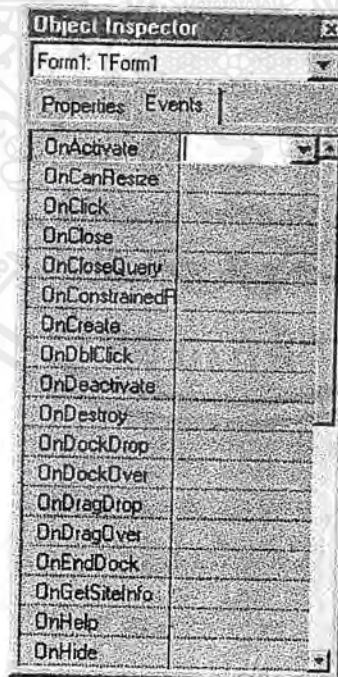 Object Inspector
Form1: TForm1
Properties Events
OnActivate
OnCanResize
OnClick
OnClose
OnCloseQuery
OnConstrainedR
OnCreate
OnDblClick
OnDeactivate
OnDestroy
OnDockDrop
OnDockOver
OnDragDrop
OnDragOver
OnEndDock
OnGetSiteInfo
OnHelp
OnHide